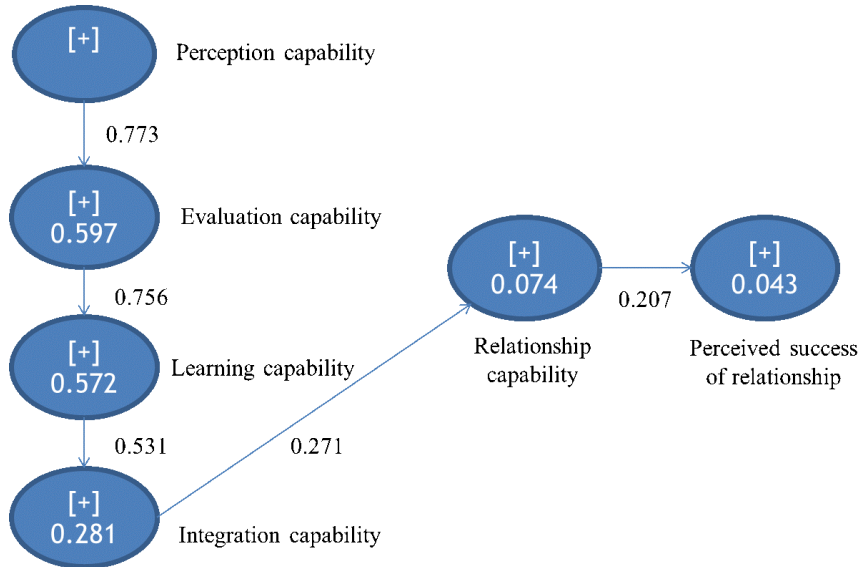 [+]
Perception capability
0.773
[+]
0.597
Evaluation capability
0.756
[+]
0.572
Learning capability
0.531
[+]
0.281
Integration capability
0.271
[+]
0.074
Relationship
capability
0.207
[+]
0.043
Perceived success
of relationship